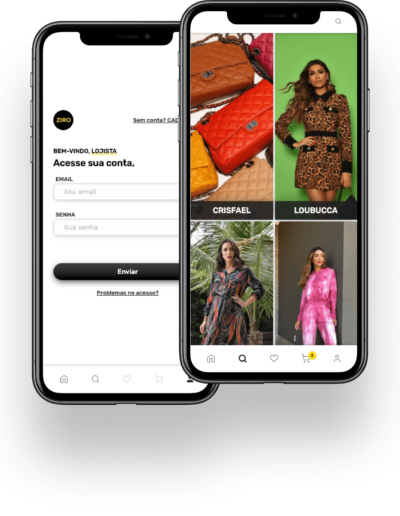 ZIRO
Sem conta? CAD
BEM-VINDO, LOJISTA
Acesse sua conta,
EMAIL
Seu email
SENHA
Sua senha
Enviar
Problemas no acesso?
CRISFAEL
LOUBUCCA
3